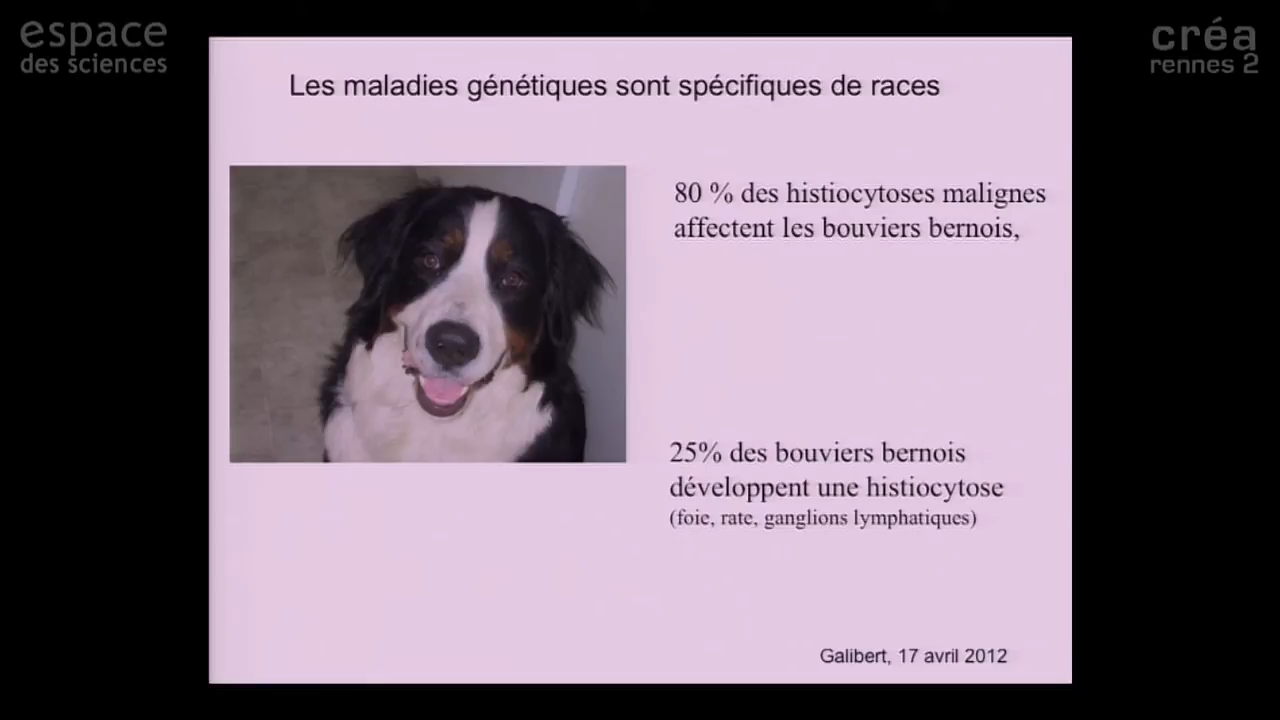 espace
des sciences
créa
rennes 2
Les maladies génétiques sont spécifiques de races
80 % des histiocytoses malignes
affectent les bouviers bernois,
25% des bouviers bernois
développent une histiocytose
(foie, rate, ganglions lymphatiques)
Galibert, 17 avril 2012